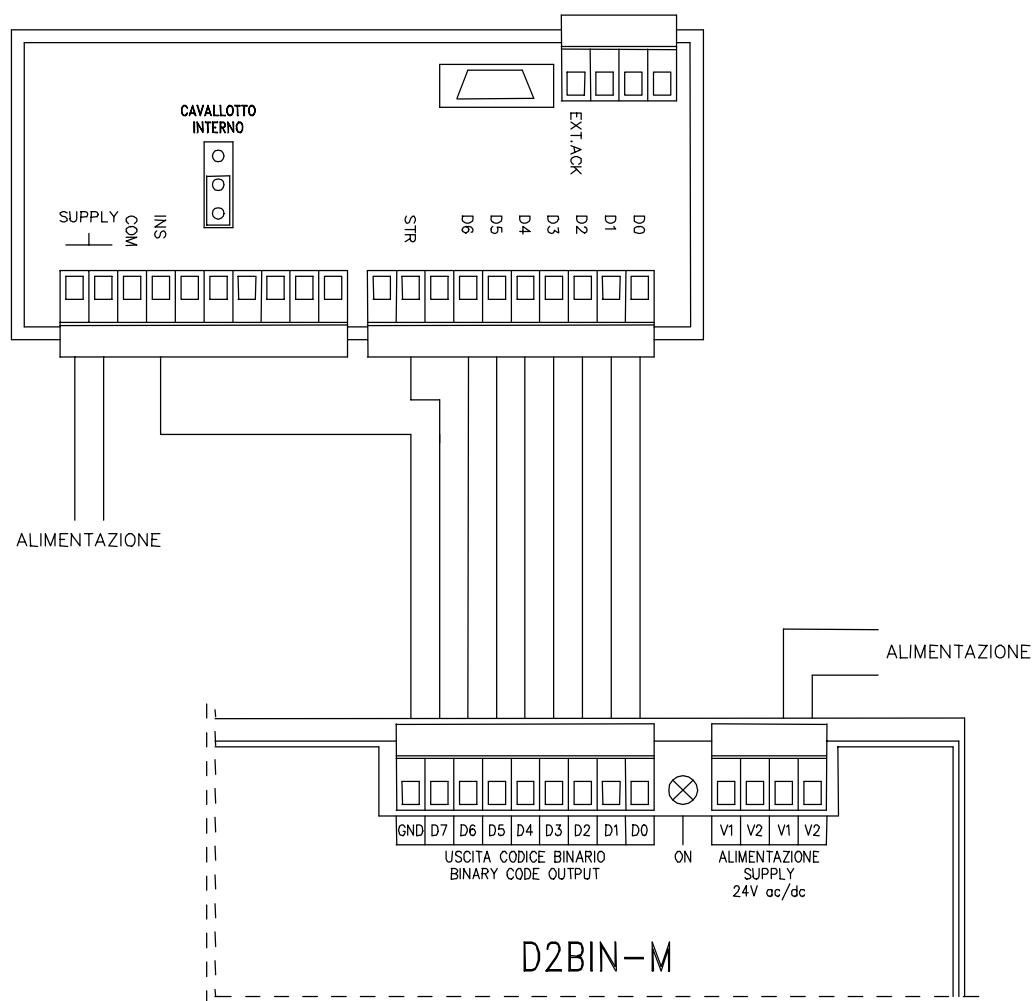 CAVALLOTTO
INTERNO
EXT.ACK
SUPPLY
COM
INS
STR
D6
D5
D4
D3
D2
D1
D0
ALIMENTAZIONE
ALIMENTAZIONE
GND D7 D6 D5 D4 D3 D2 D1 D0
USCITA CODICE BINARIO
BINARY CODE OUTPUT
ON
V1 V2 V1 V2
ALIMENTAZIONE
SUPPLY
24V ac/dc
D2BIN-M